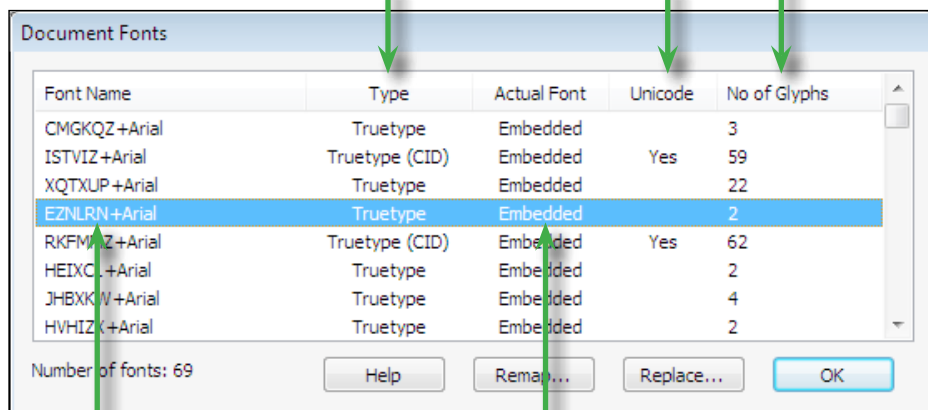 Document Fonts
Font Name Type Actual Font Unicode No of Glyphs
CMGKQZ+Arial Truetype Embedded 3
ISTVIZ+Arial Truetype (CID) Embedded Yes 59
XQTXUP+Arial Truetype Embedded 22
EZNLRN+Arial Truetype Embedded 2
Truetype (CID) Embedded Yes 62
Truetype Embedded 2
Truetype Embedded 4
Truetype Embedded 2
Number of fonts: 69 Help Remap... Replace... OK